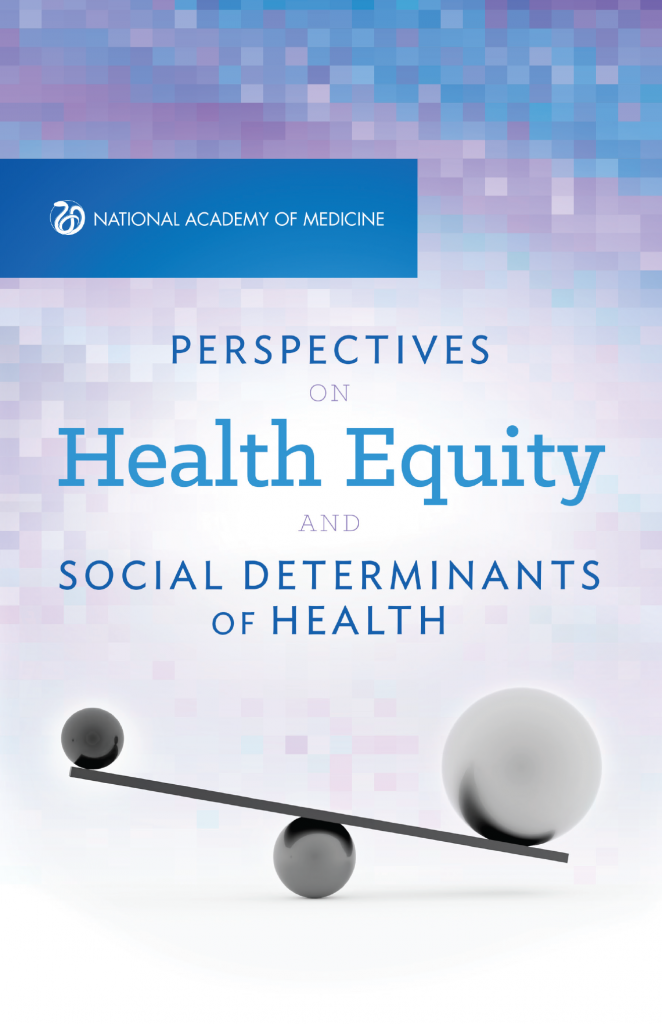 NATIONAL ACADEMY OF MEDICINE
PERSPECTIVES
ON
Health Equity
AND
SOCIAL DETERMINANTS
OF HEALTH